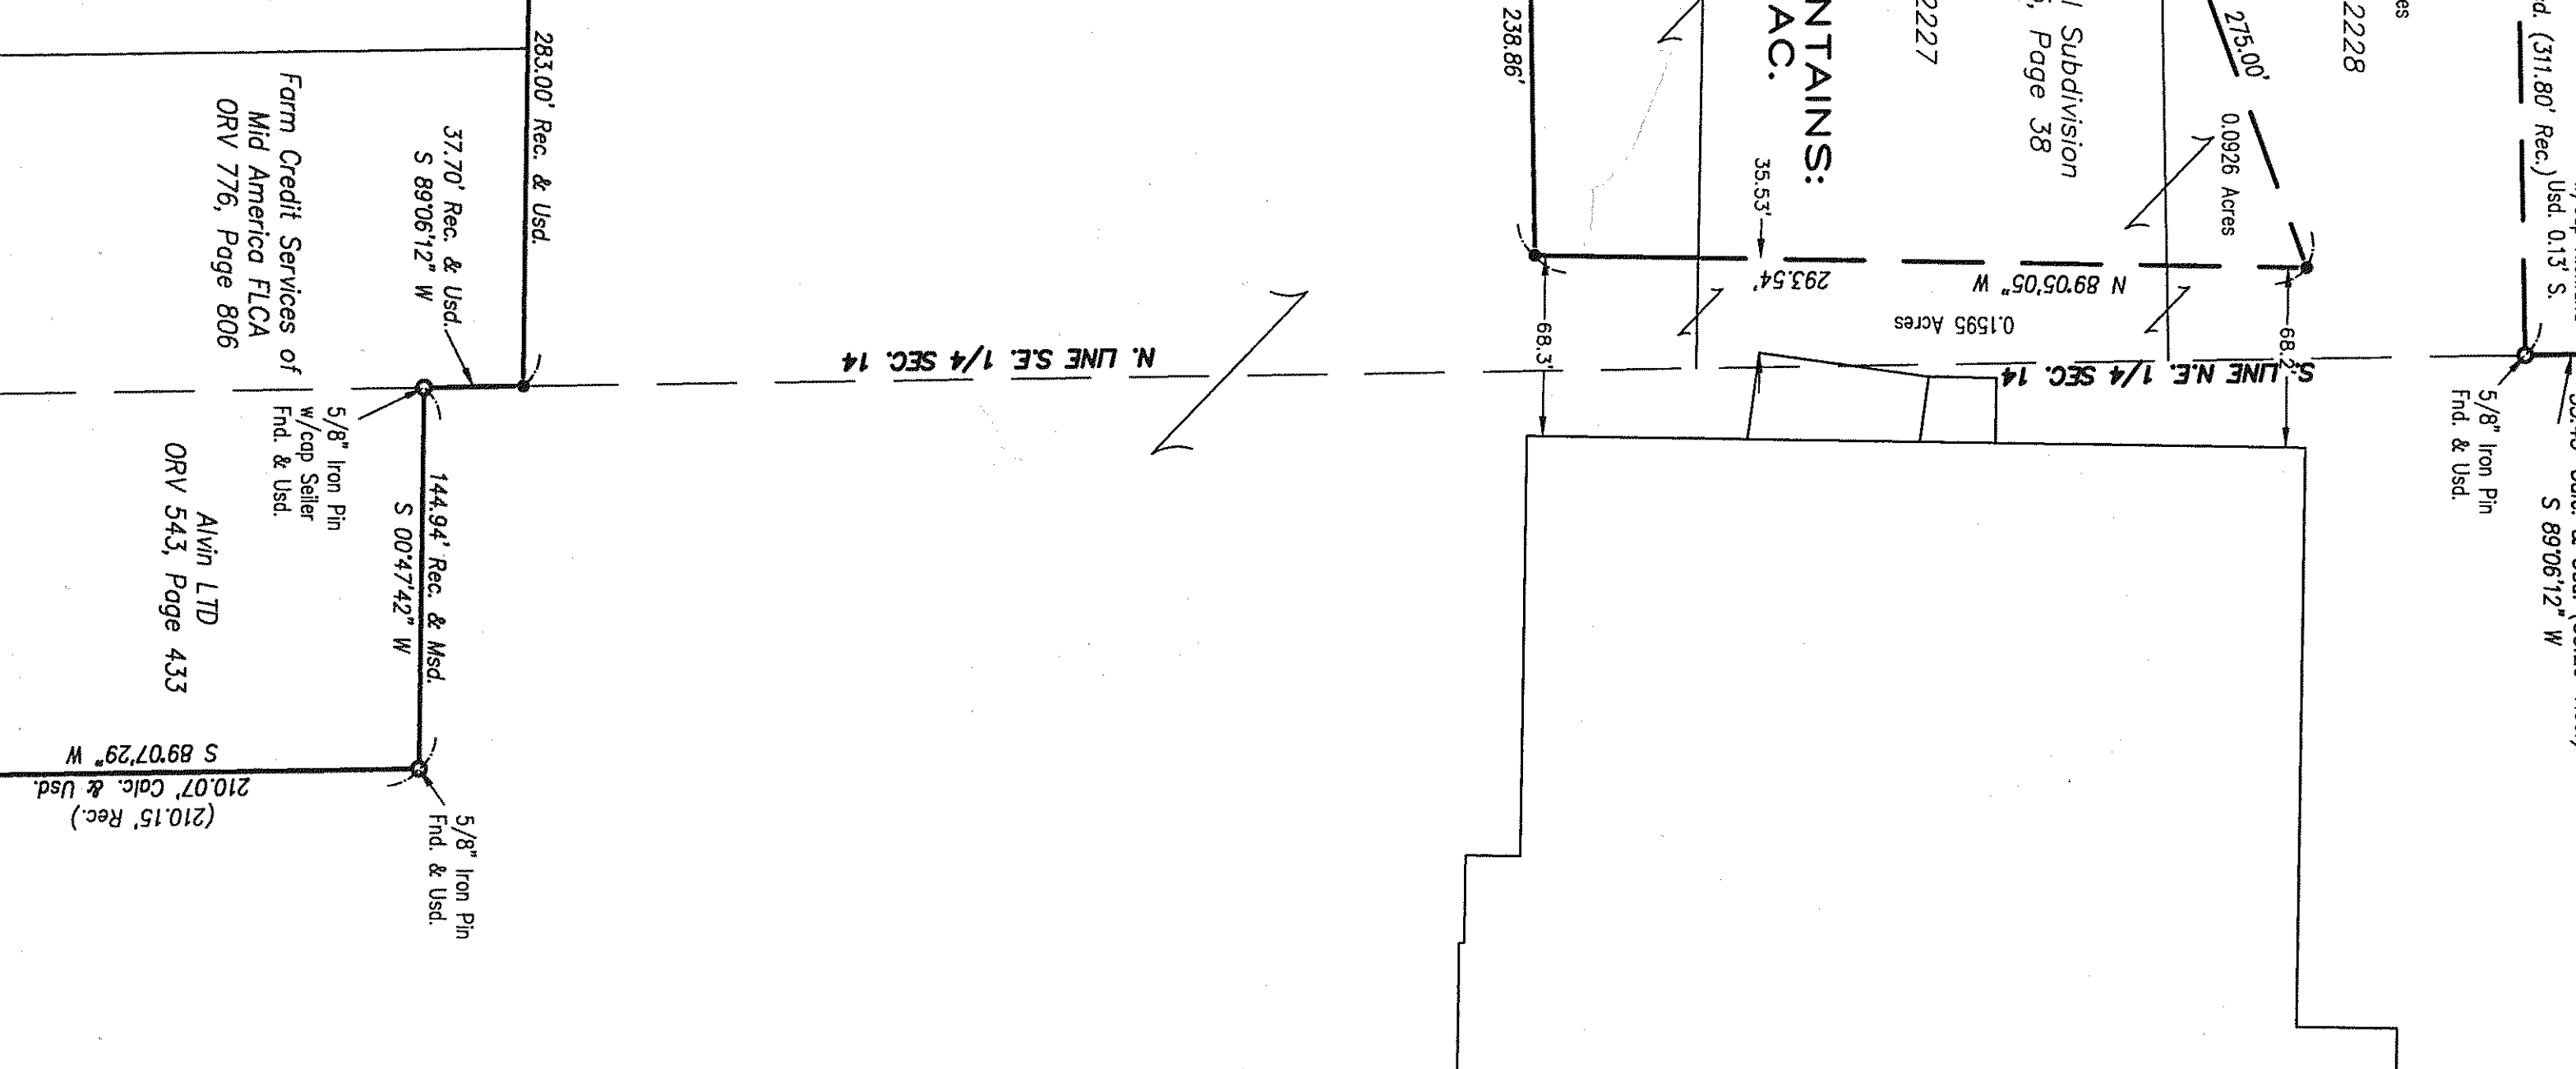 283.00' Rec. & Usd.
37.70' Rec. & Usd.
S 89°06'12" W
Farm Credit Services of
Mid America FLCA
ORV 776, Page 806
5/8" Iron Pin
w/cap Seiler
Fnd. & Usd.
Alvin LTD
ORV 543, Page 433
144.94' Rec. & Msd.
S 00°47'42" W
S 89°07'29" W
210.07' Calc. & Usd.
(210.15' Rec.)
5/8" Iron Pin
Fnd. & Usd.
N. LINE S.E. 1/4 SEC. 14
238.86'
NTAINS:
AC.
2227
l Subdivision
, Page 38
35.53'
293.54'
N 89°05'05" W
0.1595 Acres
68.3'
68.2'
S. LINE N.E. 1/4 SEC. 14
275.00'
0.0926 Acres
2228
es
rd. (311.80' Rec.)
Usd. 0.13' S.
5/8" Iron Pin
Fnd. & Usd.
S 89°06'12" W